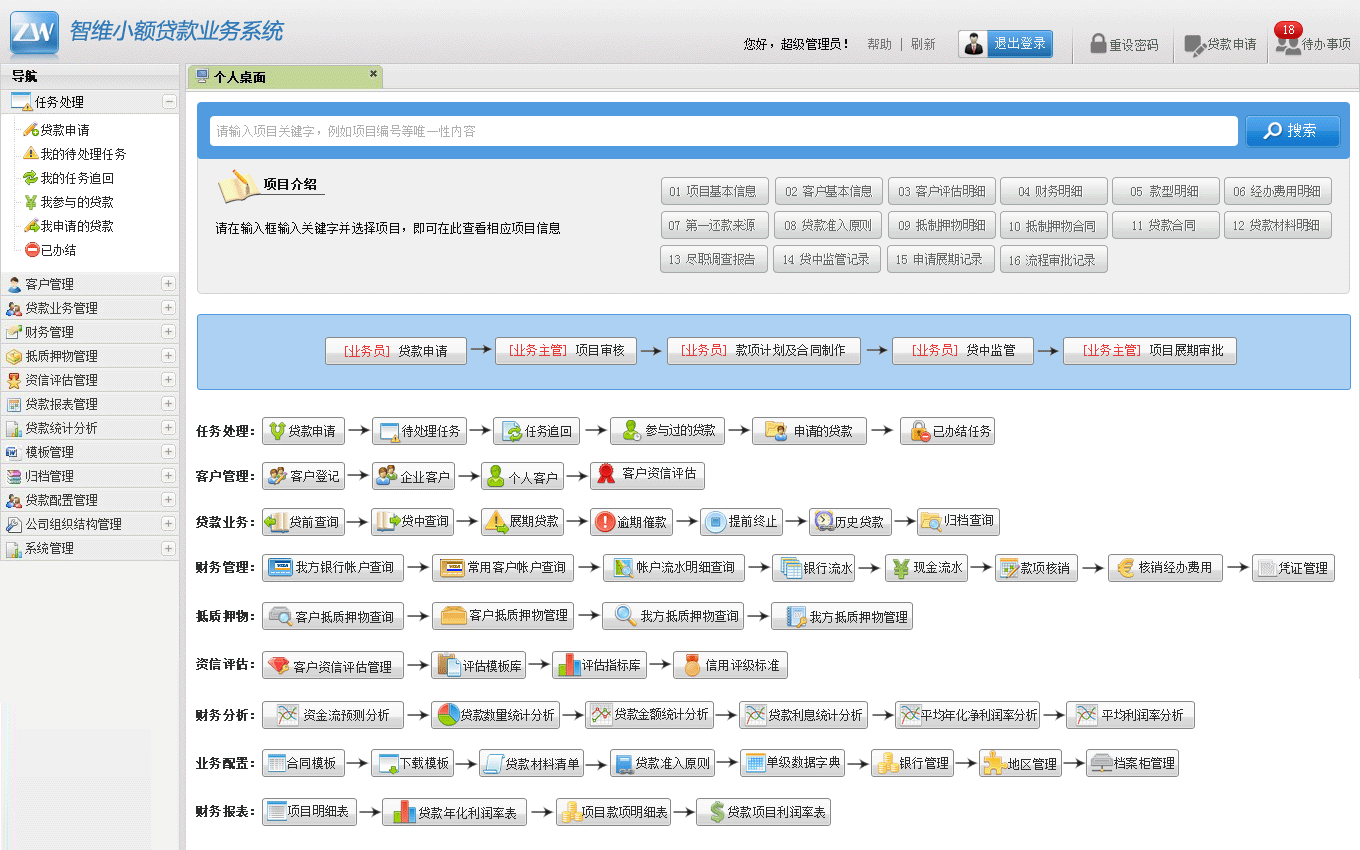 ZW 智维小额贷款业务系统
您好，超级管理员！ 帮助 | 刷新 退出登录 重设密码 贷款申请 18 待办事项
导航
个人桌面 ×
任务处理
贷款申请
我的待处理任务
我的任务追回
我参与的贷款
我申请的贷款
已办结
客户管理
贷款业务管理
财务管理
抵质押物管理
资信评估管理
贷款报表管理
贷款统计分析
模板管理
归档管理
贷款配置管理
公司组织结构管理
系统管理
请输入项目关键字，例如项目编号等唯一性内容 搜索
项目介绍
请在输入框输入关键字并选择项目，即可在此查看相应项目信息
01 项目基本信息 02 客户基本信息 03 客户评估明细 04 财务明细 05 款型明细 06 经办费用明细
07 第一还款来源 08 贷款准入原则 09 抵制押物明细 10 抵制押物合同 11 贷款合同 12 贷款材料明细
13 尽职调查报告 14 贷中监管记录 15 申请展期记录 16 流程审批记录
[业务员] 贷款申请 [业务主管] 项目审核 [业务员] 款项计划及合同制作 [业务员] 贷中监管 [业务主管] 项目展期审批
任务处理： 贷款申请 待处理任务 任务追回 参与过的贷款 申请的贷款 已办结任务
客户管理： 客户登记 企业客户 个人客户 客户资信评估
贷款业务： 贷前查询 贷中查询 展期贷款 逾期催款 提前终止 历史贷款 归档查询
财务管理： 我方银行帐户查询 常用客户帐户查询 帐户流水明细查询 银行流水 现金流水 款项核销 核销经办费用 凭证管理
抵质押物： 客户抵质押物查询 客户抵质押物管理 我方抵质押物查询 我方抵质押物管理
资信评估： 客户资信评估管理 评估模板库 评估指标库 信用评级标准
财务分析： 资金流预测分析 贷款数量统计分析 贷款金额统计分析 贷款利息统计分析 平均年化净利润率分析 平均利润率分析
业务配置： 合同模板 下载模板 贷款材料清单 贷款准入原则 单级数据字典 银行管理 地区管理 档案柜管理
财务报表： 项目明细表 贷款年化利润率表 项目款项明细表 贷款项目利润率表